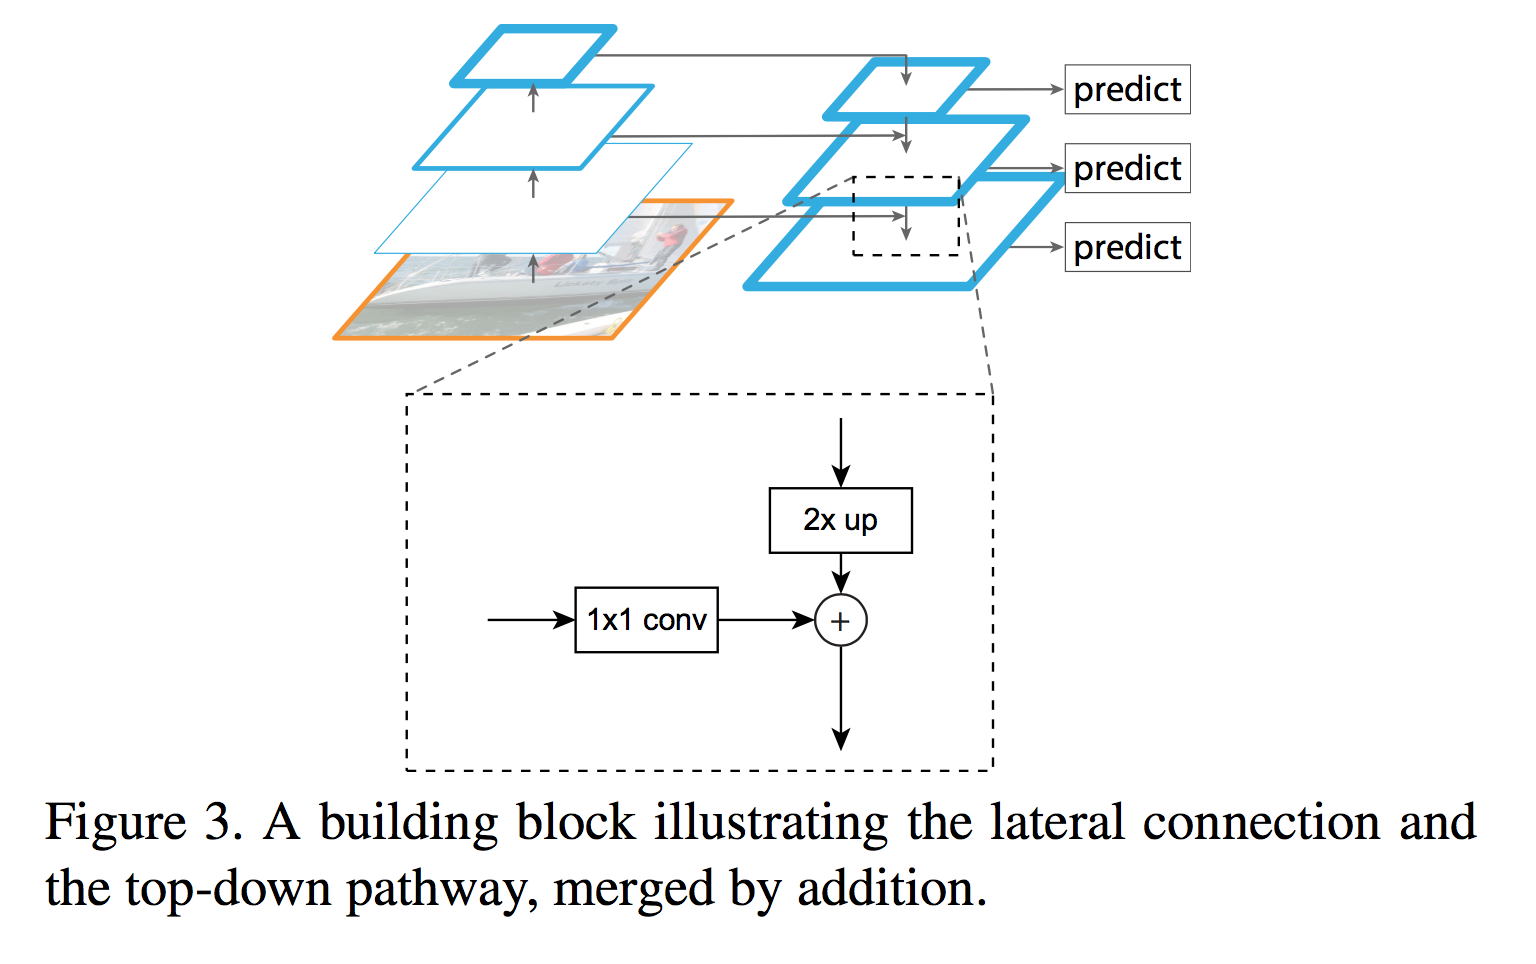 predict
predict
predict
2x up
1x1 conv
+
Figure 3. A building block illustrating the lateral connection and
the top-down pathway, merged by addition.